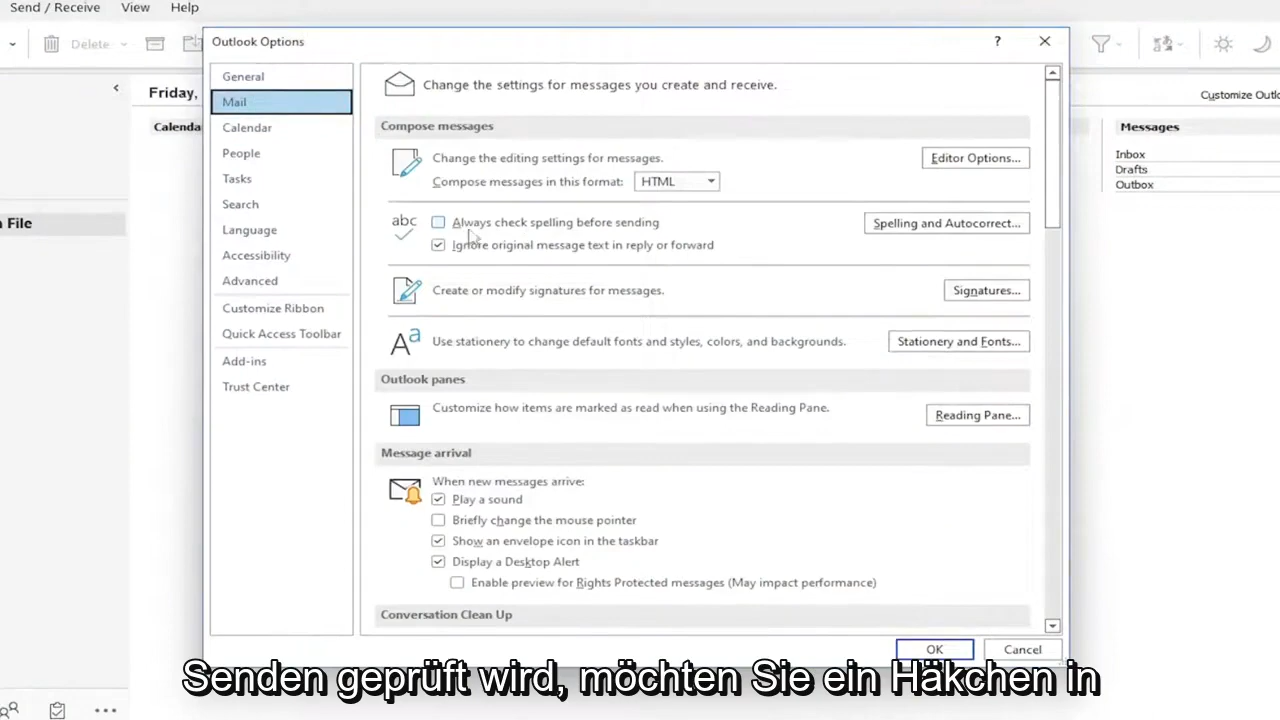 Send / Receive View Help
Outlook Options
?
Delete
Friday,
Customize Outlo
Calenda
Messages
Inbox
Drafts
Outbox
n File
General
Mail
Calendar
People
Tasks
Search
Language
Accessibility
Advanced
Customize Ribbon
Quick Access Toolbar
Add-ins
Trust Center
Change the settings for messages you create and receive.
Compose messages
Change the editing settings for messages.
Editor Options...
Compose messages in this format: HTML
abc
Always check spelling before sending
Spelling and Autocorrect...
Ignore original message text in reply or forward
Create or modify signatures for messages.
Signatures...
Aa
Use stationery to change default fonts and styles, colors, and backgrounds.
Stationery and Fonts...
Outlook panes
Customize how items are marked as read when using the Reading Pane.
Reading Pane...
Message arrival
When new messages arrive:
Play a sound
Briefly change the mouse pointer
Show an envelope icon in the taskbar
Display a Desktop Alert
Enable preview for Rights Protected messages (May impact performance)
Conversation Clean Up
OK Cancel
Senden geprüft wird, möchten Sie ein Häkchen in